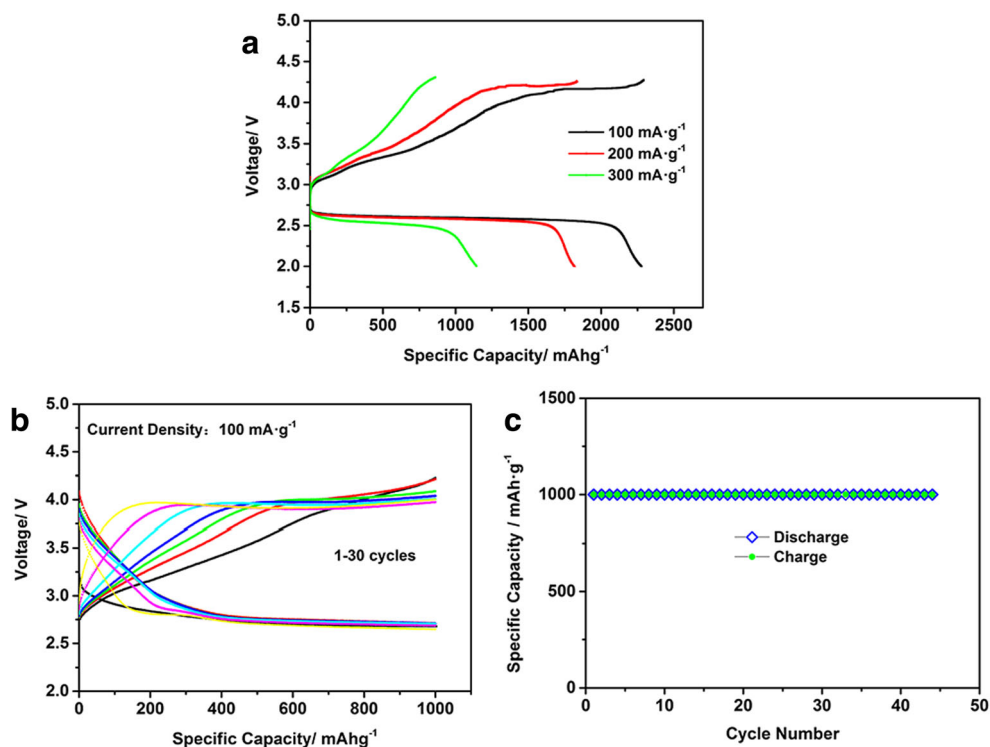 a
5.0
4.5
4.0
3.5
3.0
2.5
2.0
1.5
Voltage/ V
100 mA·g⁻¹
200 mA·g⁻¹
300 mA·g⁻¹
0 500 1000 1500 2000 2500
Specific Capacity/ mAhg⁻¹
b
5.0
4.5
4.0
3.5
3.0
2.5
2.0
Voltage/ V
Current Density: 100 mA·g⁻¹
1-30 cycles
0 200 400 600 800 1000
Specific Capacity/ mAhg⁻¹
c
1500
1000
500
0
Specific Capacity / mAh·g⁻¹
Discharge
Charge
0 10 20 30 40 50
Cycle Number